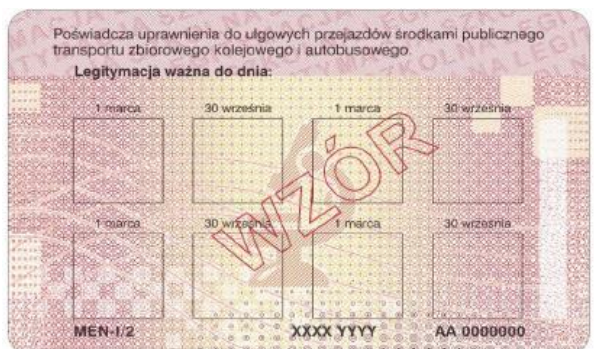 Poświadcza uprawnienia do ulgowych przejazdów środkami publicznego
transportu zbiorowego kolejowego i autobusowego.
Legitymacja ważna do dnia:
1 marca 30 września 1 marca 30 września
WZÓR
1 marca 30 września 1 marca 30 września
MEN-I/2 XXXX YYYY AA 0000000